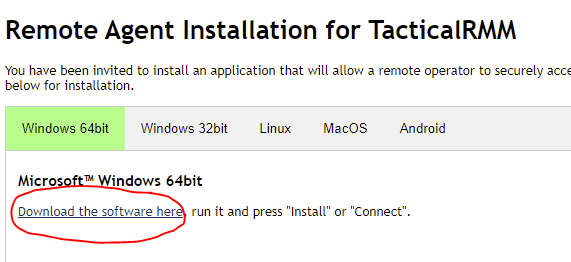 Remote Agent Installation for TacticalRMM
You have been invited to install an application that will allow a remote operator to securely acce
below for installation.
Windows 64bit Windows 32bit Linux MacOS Android
Microsoft™ Windows 64bit
Download the software here, run it and press "Install" or "Connect".